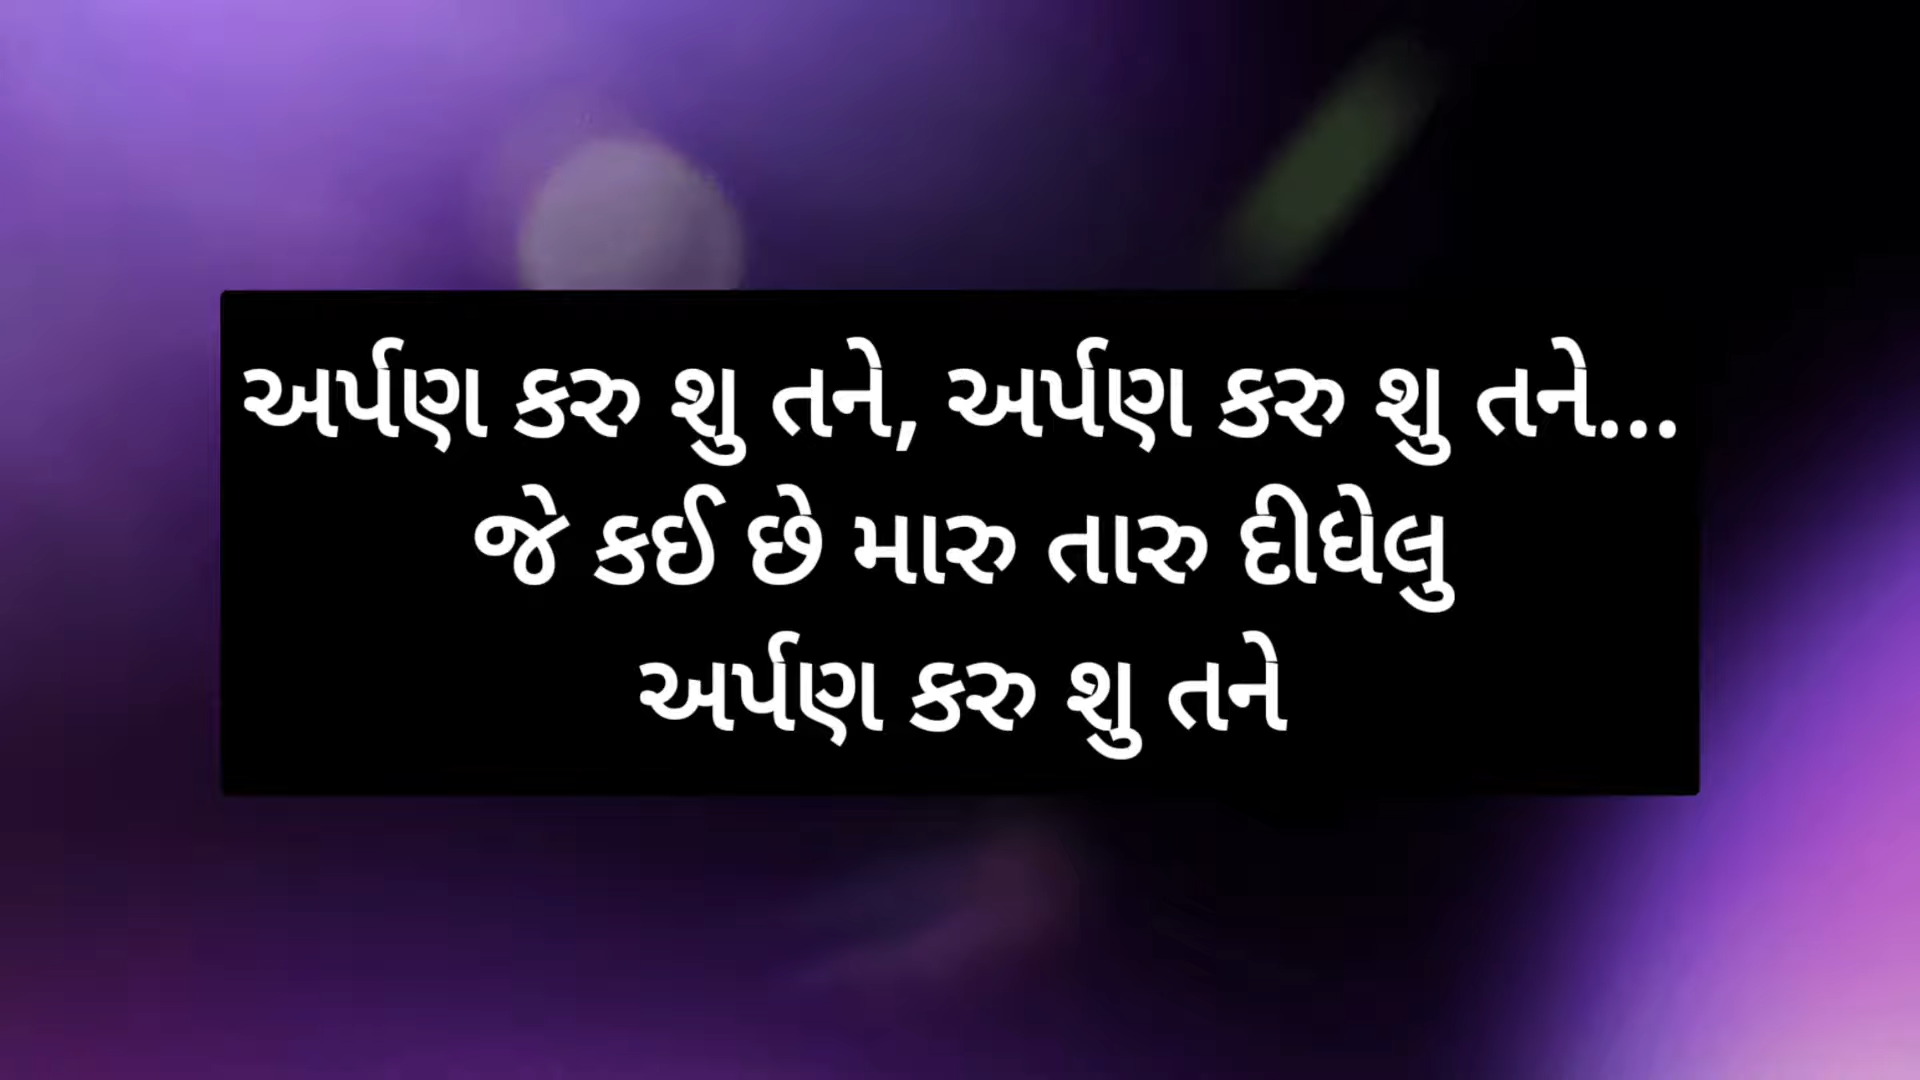 અર્પણ કરુ શુ તને, અર્પણ કરુ શુ તને...
જે કઈ છે મારુ તારુ દીધેલુ
અર્પણ કરુ શુ તને